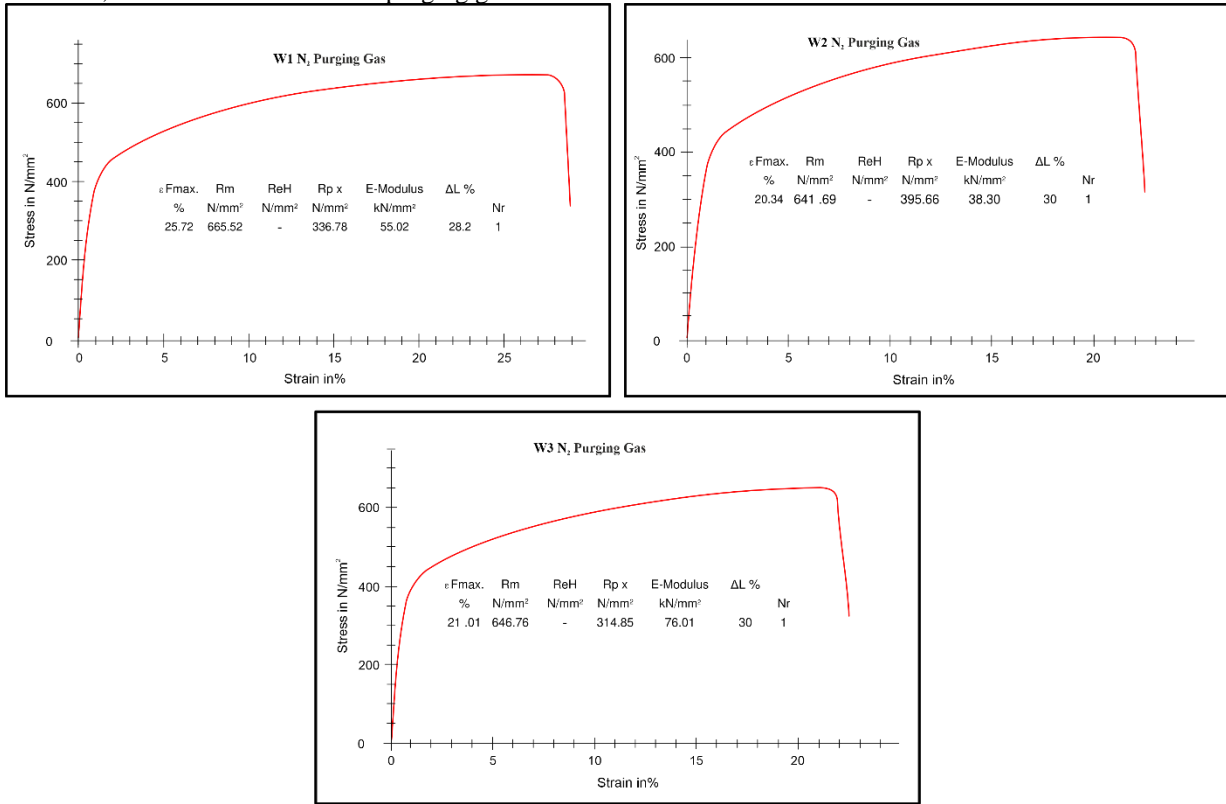 W1 N₂ Purging Gas
Stress in N/mm²
600
400
200
0
ε Fmax. Rm ReH Rp x E-Modulus ΔL %
% N/mm² N/mm² N/mm² kN/mm² Nr
25.72 665.52 - 336.78 55.02 28.2 1
0 5 10 15 20 25
Strain in%
W2 N₂ Purging Gas
Stress in N/mm²
600
400
200
0
ε Fmax. Rm ReH Rp x E-Modulus ΔL %
% N/mm² N/mm² N/mm² kN/mm² Nr
20.34 641 .69 - 395.66 38.30 30 1
0 5 10 15 20
Strain in%
W3 N₂ Purging Gas
Stress in N/mm²
600
400
200
0
ε Fmax. Rm ReH Rp x E-Modulus ΔL %
% N/mm² N/mm² N/mm² kN/mm² Nr
21 .01 646.76 - 314.85 76.01 30 1
0 5 10 15 20
Strain in%